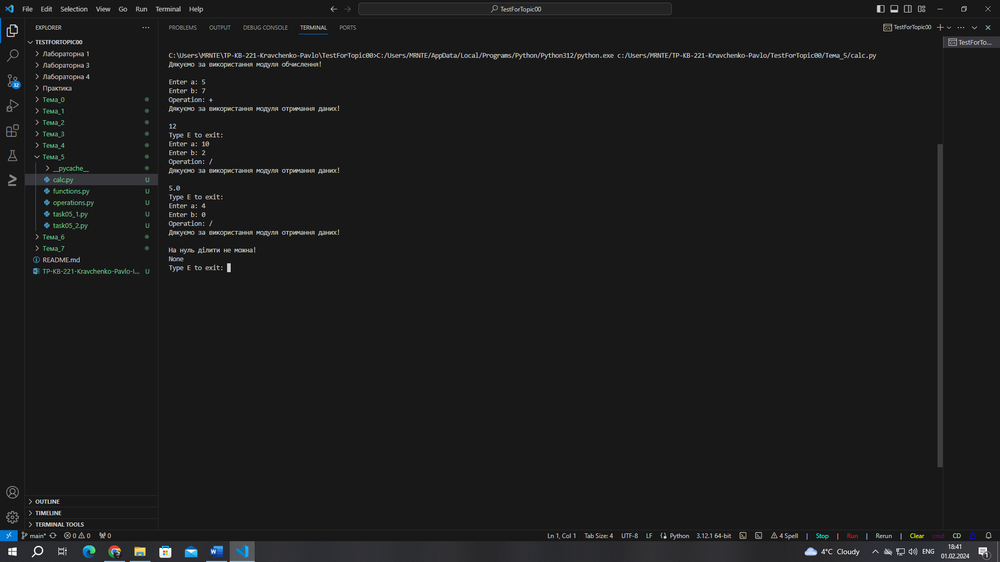 File Edit Selection View Go Run Terminal Help
TestForTopic00
EXPLORER
TESTFORTOPIC00
Лабораторна 1
Лабораторна 3
Лабораторна 4
Практика
Тема_0
Тема_1
Тема_2
Тема_3
Тема_4
Тема_5
__pycache__
calc.py U
functions.py U
operations.py U
task05_1.py U
task05_2.py U
Тема_6
Тема_7
README.md
TP-KB-221-Kravchenko-Pavlo-I... U
32
OUTLINE
TIMELINE
TERMINAL TOOLS
PROBLEMS OUTPUT DEBUG CONSOLE TERMINAL PORTS
TestForTopic00
TestForTo...
C:\Users\MRNTE\TP-KB-221-Kravchenko-Pavlo\TestForTopic00>C:/Users/MRNTE/AppData/Local/Programs/Python/Python312/python.exe c:/Users/MRNTE/TP-KB-221-Kravchenko-Pavlo/TestForTopic00/Тема_5/calc.py
Дякуємо за використання модуля обчислення!
Enter a: 5
Enter b: 7
Operation: +
Дякуємо за використання модуля отримання даних!
12
Type E to exit:
Enter a: 10
Enter b: 2
Operation: /
Дякуємо за використання модуля отримання даних!
5.0
Type E to exit:
Enter a: 4
Enter b: 0
Operation: /
Дякуємо за використання модуля отримання даних!
На нуль ділити не можна!
None
Type E to exit:
main* 0 0 0
Ln 1, Col 1 Tab Size: 4 UTF-8 LF Python 3.12.1 64-bit 4 Spell | Stop | Run | Rerun | Clear cmd CD
4°C Cloudy ENG 18:41
01.02.2024
1